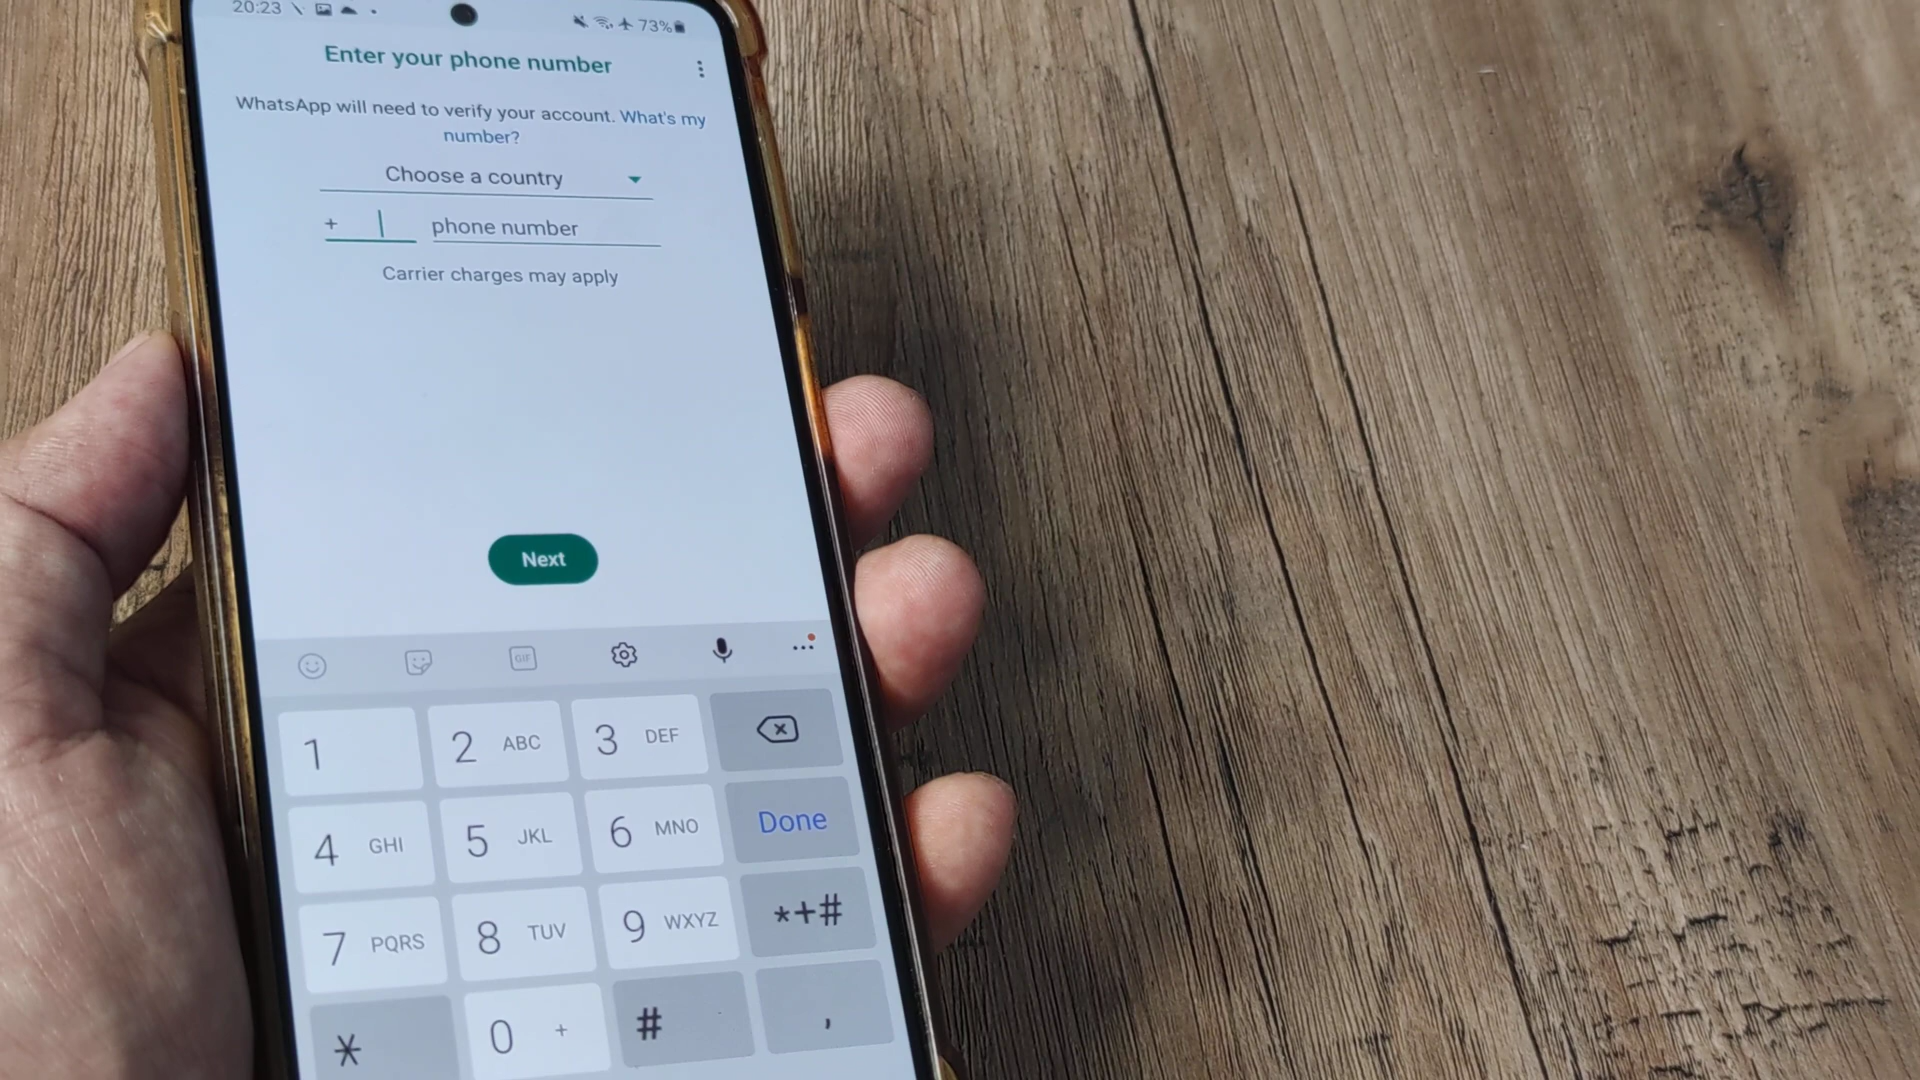 20:23 73%
Enter your phone number
WhatsApp will need to verify your account. What's my
number?
Choose a country
+ phone number
Carrier charges may apply
Next
GIF
1 2 ABC 3 DEF
4 GHI 5 JKL 6 MNO Done
7 PQRS 8 TUV 9 WXYZ *+#
* 0 + # ,